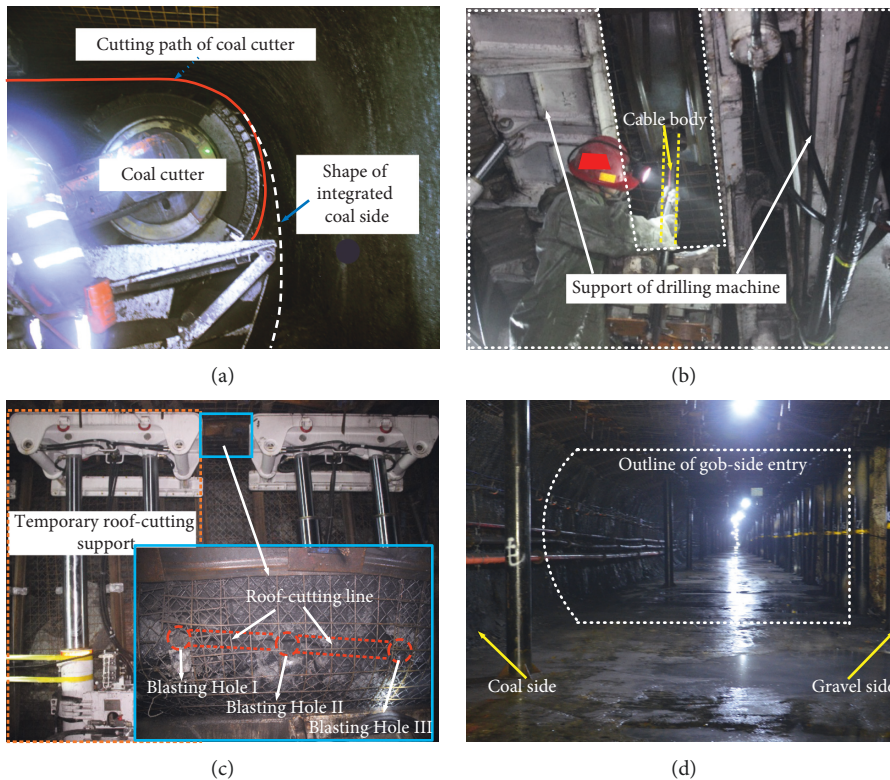 Cutting path of coal cutter
Coal cutter
Shape of
integrated
coal side
(a)
Cable body
Support of drilling machine
(b)
Temporary roof-cutting
support
Roof-cutting line
Blasting Hole I
Blasting Hole II
Blasting Hole III
(c)
Outline of gob-side entry
Coal side
Gravel side
(d)